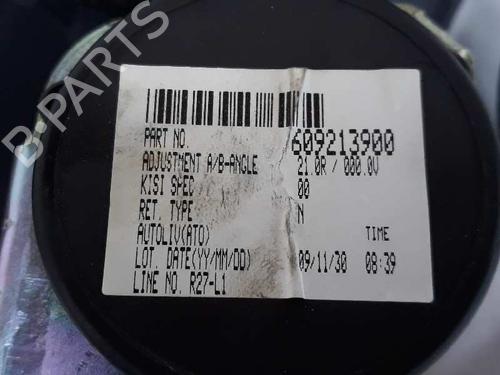 PART NO. 609213900
ADJUSTMENT A/B-ANGLE 21.0R / 000.0V
KISI SPEC 00
RET. TYPE N
AUTOLIV(ATO) TIME
LOT. DATE(YY/MM/DD) 09/11/30 08:39
LINE NO. R27-L1
B-PARTS